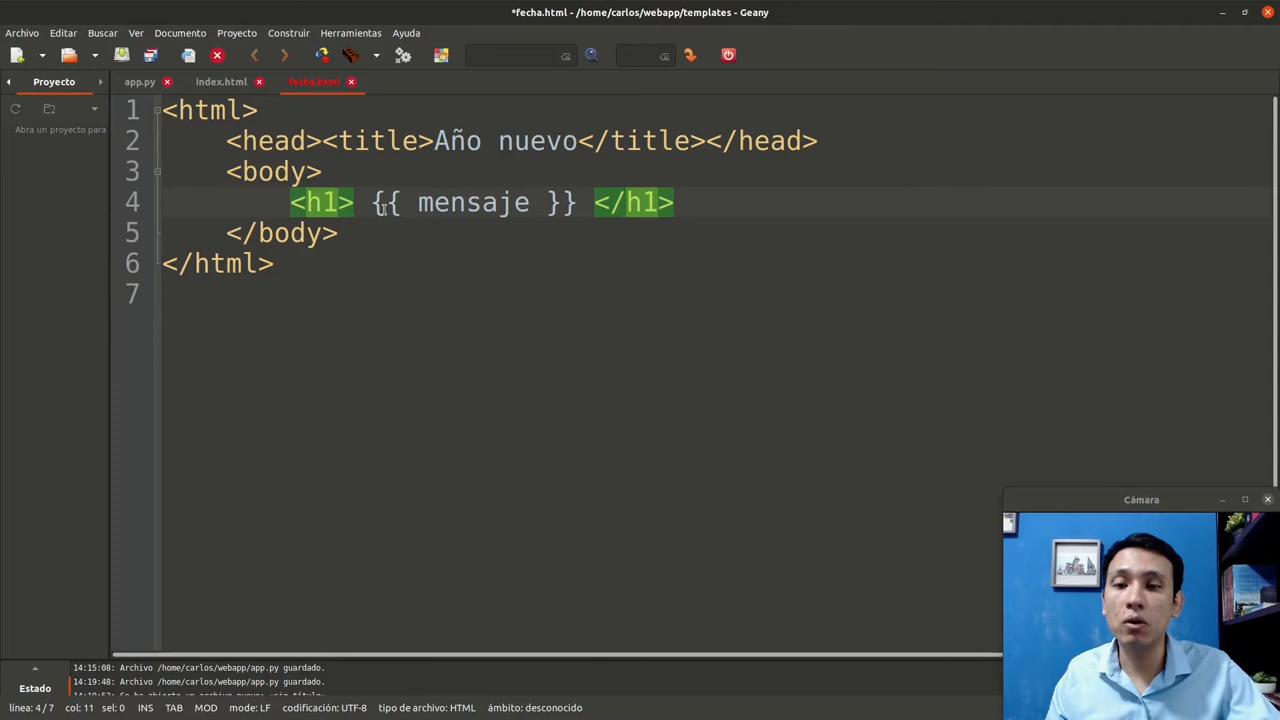 *fecha.html - /home/carlos/webapp/templates - Geany
Archivo Editar Buscar Ver Documento Proyecto Construir Herramientas Ayuda
Proyecto
app.py
index.html
fecha.html
Abra un proyecto para
1 <html>
2 <head><title>Año nuevo</title></head>
3 <body>
4 <h1> {{ mensaje }} </h1>
5 </body>
6 </html>
7
Cámara
Estado
14:15:08: Archivo /home/carlos/webapp/app.py guardado.
14:19:48: Archivo /home/carlos/webapp/app.py guardado.
línea: 4 / 7 col: 11 sel: 0 INS TAB MOD mode: LF codificación: UTF-8 tipo de archivo: HTML ámbito: desconocido